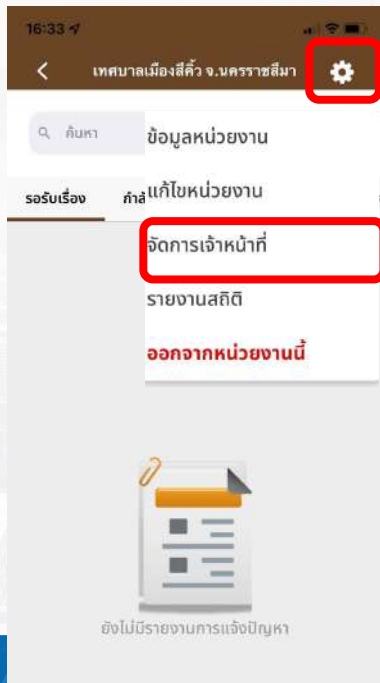 16:33
เทศบาลเมืองสีคิ้ว จ.นครราชสีมา
ค้นหา
ข้อมูลหน่วยงาน
แก้ไขหน่วยงาน
รอรับเรื่อง
จัดการเจ้าหน้าที่
รายงานสถิติ
ออกจากหน่วยงานนี้
ยังไม่มีรายงานการแจ้งปัญหา